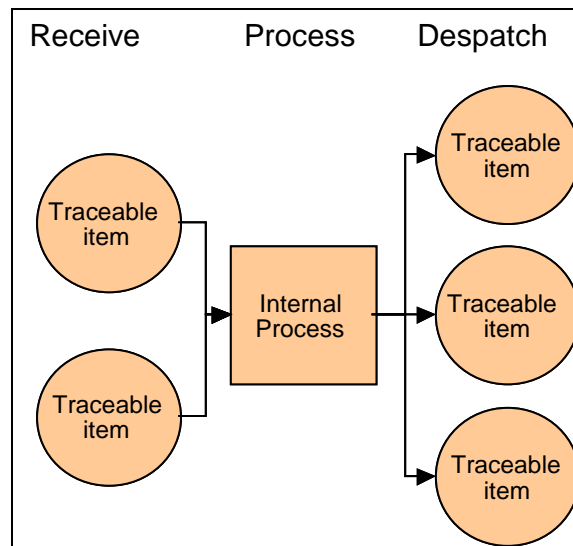 Receive
Process
Despatch
Traceable
item
Traceable
item
Internal
Process
Traceable
item
Traceable
item
Traceable
item